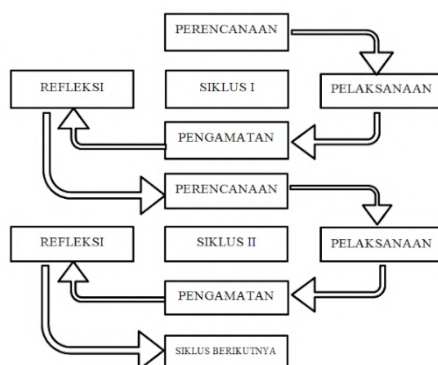 PERENCANAAN
REFLEKSI
SIKLUS I
PELAKSANAAN
PENGAMATAN
PERENCANAAN
REFLEKSI
SIKLUS II
PELAKSANAAN
PENGAMATAN
SIKLUS BERIKUTNYA